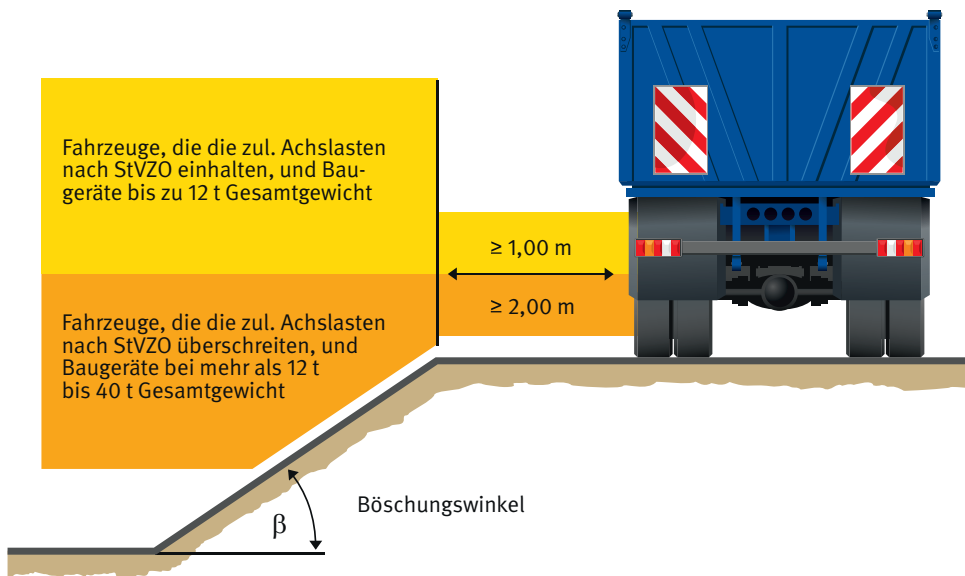 Fahrzeuge, die die zul. Achslasten
nach StVZO einhalten, und Bau-
geräte bis zu 12 t Gesamtgewicht
≥ 1,00 m
≥ 2,00 m
Fahrzeuge, die die zul. Achslasten
nach StVZO überschreiten, und
Baugeräte bei mehr als 12 t
bis 40 t Gesamtgewicht
Böschungswinkel
β